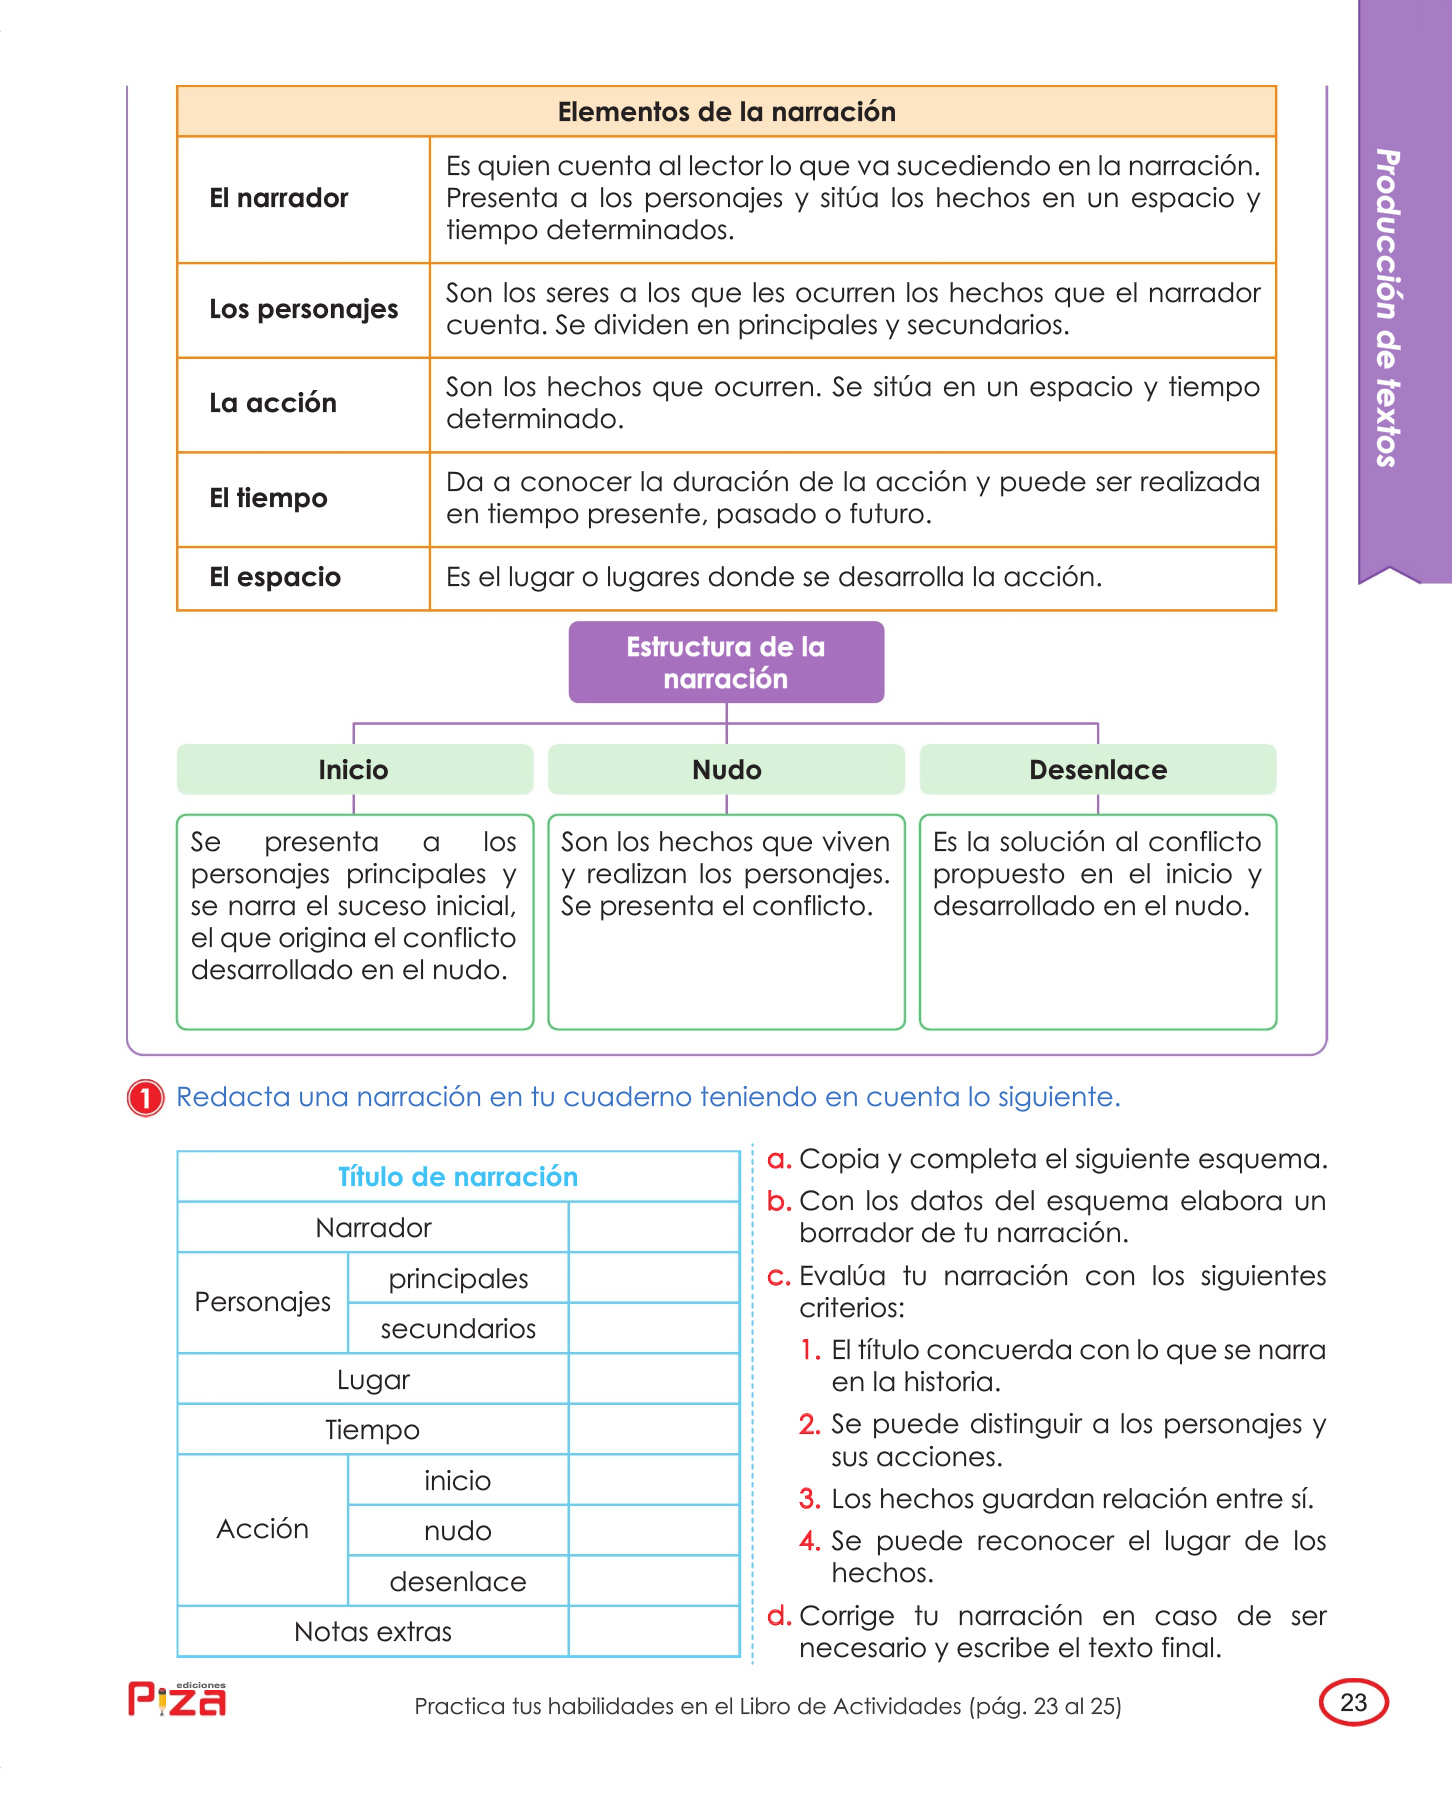 Producción de textos
Elementos de la narración
El narrador
Es quien cuenta al lector lo que va sucediendo en la narración.
Presenta a los personajes y sitúa los hechos en un espacio y
tiempo determinados.
Los personajes
Son los seres a los que les ocurren los hechos que el narrador
cuenta. Se dividen en principales y secundarios.
La acción
Son los hechos que ocurren. Se sitúa en un espacio y tiempo
determinado.
El tiempo
Da a conocer la duración de la acción y puede ser realizada
en tiempo presente, pasado o futuro.
El espacio
Es el lugar o lugares donde se desarrolla la acción.
Estructura de la
narración
Inicio
Se presenta a los
personajes principales y
se narra el suceso inicial,
el que origina el conflicto
desarrollado en el nudo.
Nudo
Son los hechos que viven
y realizan los personajes.
Se presenta el conflicto.
Desenlace
Es la solución al conflicto
propuesto en el inicio y
desarrollado en el nudo.
1 Redacta una narración en tu cuaderno teniendo en cuenta lo siguiente.
Título de narración
Narrador
Personajes
principales
secundarios
Lugar
Tiempo
Acción
inicio
nudo
desenlace
Notas extras
a. Copia y completa el siguiente esquema.
b. Con los datos del esquema elabora un
borrador de tu narración.
c. Evalúa tu narración con los siguientes
criterios:
1. El título concuerda con lo que se narra
en la historia.
2. Se puede distinguir a los personajes y
sus acciones.
3. Los hechos guardan relación entre sí.
4. Se puede reconocer el lugar de los
hechos.
d. Corrige tu narración en caso de ser
necesario y escribe el texto final.
ediciones
Piza
Practica tus habilidades en el Libro de Actividades (pág. 23 al 25)
23